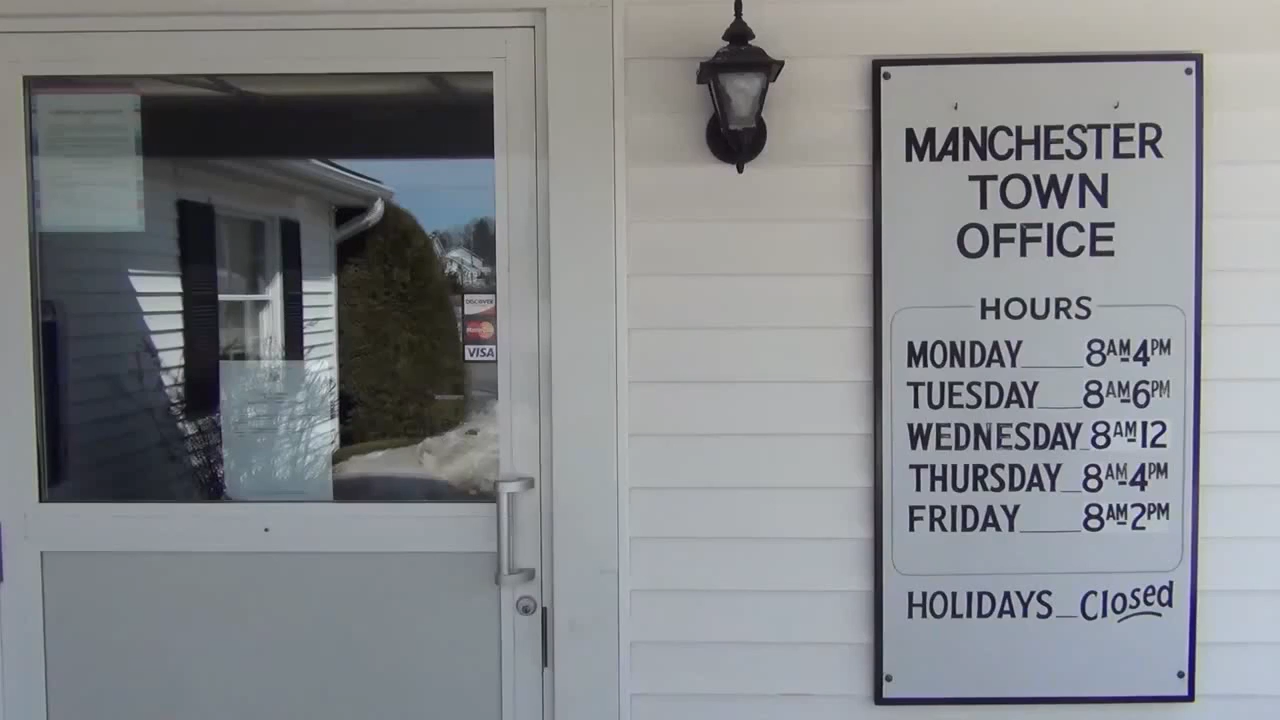 DISCOVER
MasterCard
VISA
MANCHESTER
TOWN
OFFICE
HOURS
MONDAY 8AM-4PM
TUESDAY 8AM-6PM
WEDNESDAY 8AM-12
THURSDAY 8AM-4PM
FRIDAY 8AM-2PM
HOLIDAYS Closed